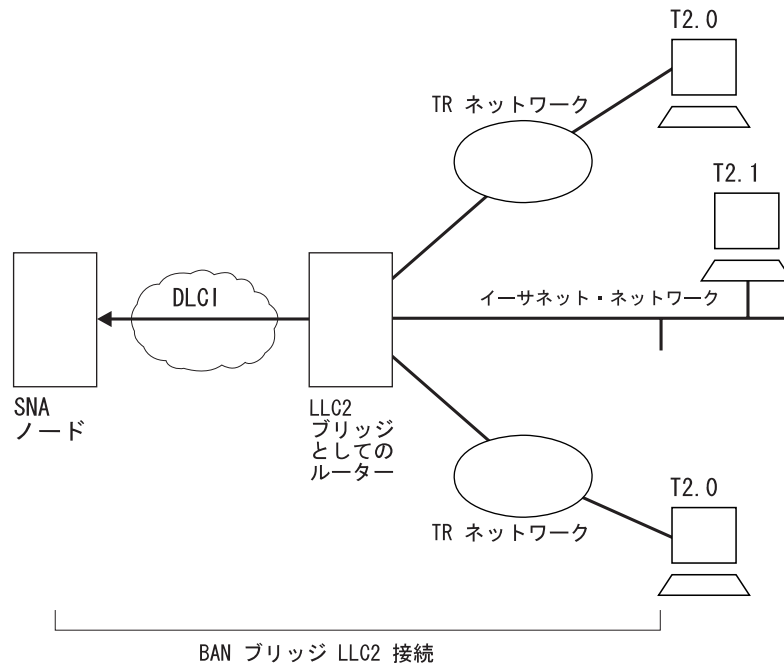 T2.0
TR ネットワーク
T2.1
DLCI
イーサネット・ネットワーク
SNA
ノード
LLC2
ブリッジ
としての
ルーター
T2.0
TR ネットワーク
BAN ブリッジ LLC2 接続